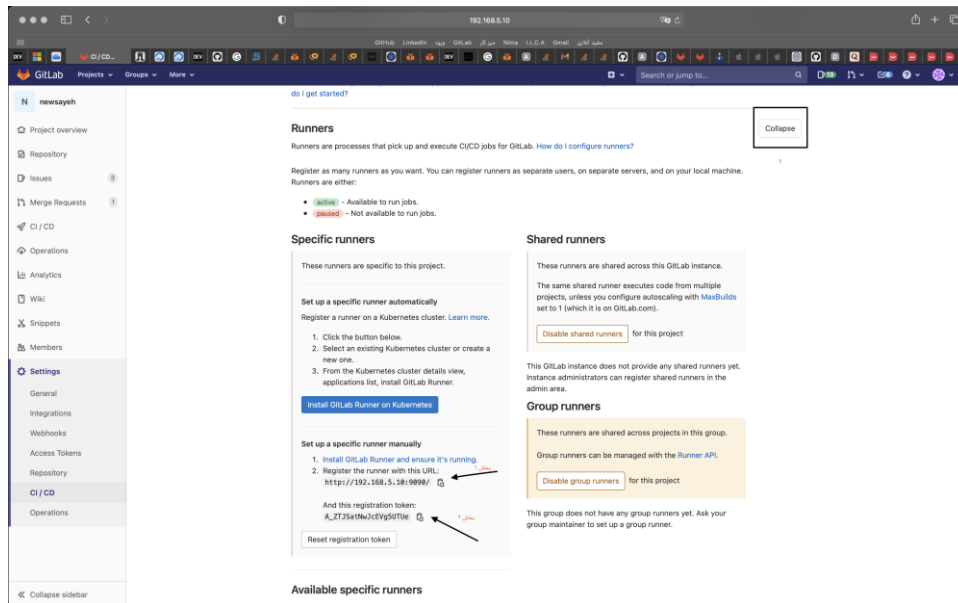 192.168.5.10
GitHub LinkedIn ورود GitLab میز کار Nima I.L.C.A Gmail مفید آنلاین
CI / CD...
GitLab Projects Groups More Search or jump to... 13
do I get started?
N newsayeh
Project overview
Repository
Issues 3
Merge Requests 1
CI / CD
Operations
Analytics
Wiki
Snippets
Members
Settings
General
Integrations
Webhooks
Access Tokens
Repository
CI / CD
Operations
Collapse sidebar
Runners
Collapse
Runners are processes that pick up and execute CI/CD jobs for GitLab. How do I configure runners?
Register as many runners as you want. You can register runners as separate users, on separate servers, and on your local machine.
Runners are either:
active - Available to run jobs.
paused - Not available to run jobs.
Specific runners
These runners are specific to this project.
Set up a specific runner automatically
Register a runner on a Kubernetes cluster. Learn more.
1. Click the button below.
2. Select an existing Kubernetes cluster or create a
new one.
3. From the Kubernetes cluster details view,
applications list, install GitLab Runner.
Install GitLab Runner on Kubernetes
Set up a specific runner manually
1. Install GitLab Runner and ensure it's running.
2. Register the runner with this URL:
http://192.168.5.10:9090/
And this registration token:
A_ZTJSatNwJcEVgSUTUe
Reset registration token
Available specific runners
Shared runners
These runners are shared across this GitLab instance.
The same shared runner executes code from multiple
projects, unless you configure autoscaling with MaxBuilds
set to 1 (which it is on GitLab.com).
Disable shared runners for this project
This GitLab instance does not provide any shared runners yet.
Instance administrators can register shared runners in the
admin area.
Group runners
These runners are shared across projects in this group.
Group runners can be managed with the Runner API.
Disable group runners for this project
This group does not have any group runners yet. Ask your
group maintainer to set up a group runner.